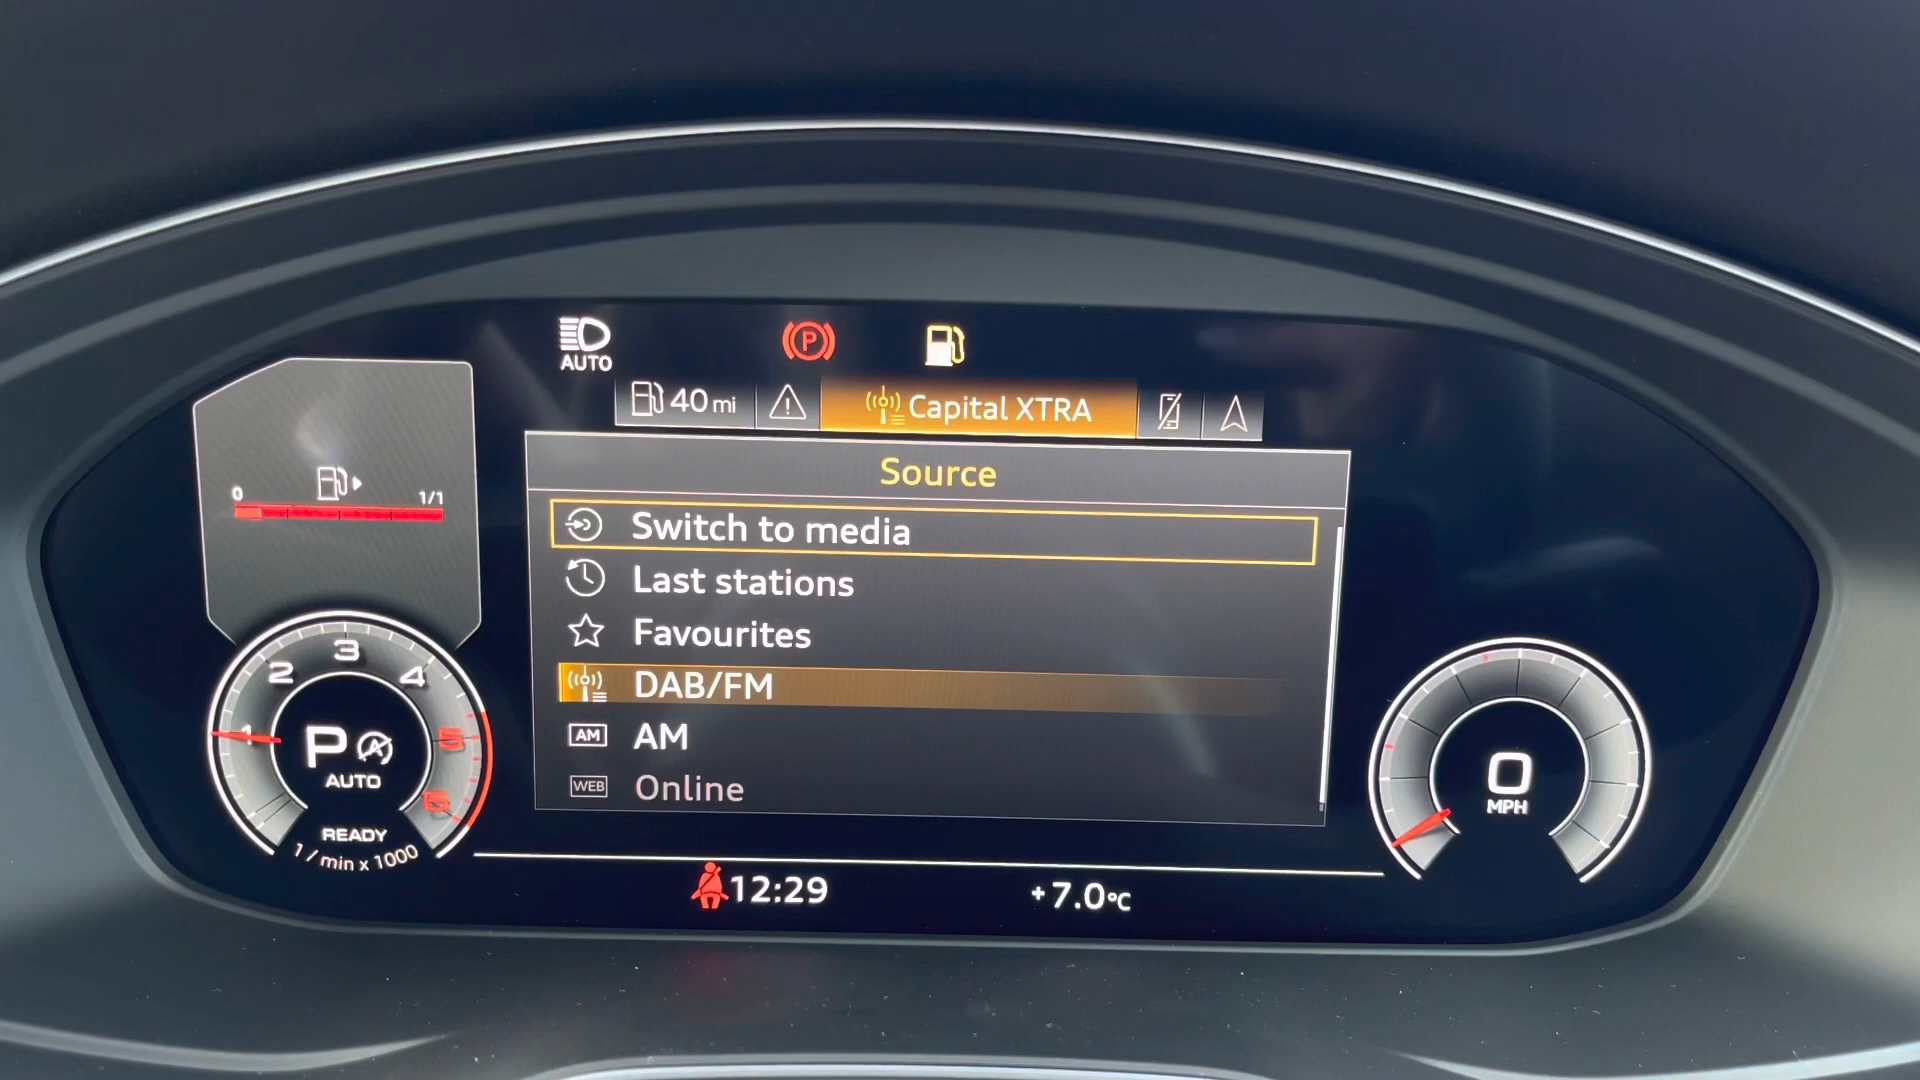 AUTO
P
40 mi
Capital XTRA
Source
0
1/1
Switch to media
Last stations
Favourites
DAB/FM
AM
AM
WEB
Online
1
2
3
4
5
6
P A
AUTO
READY
1 / min x 1000
0
MPH
12:29
+7.0°C